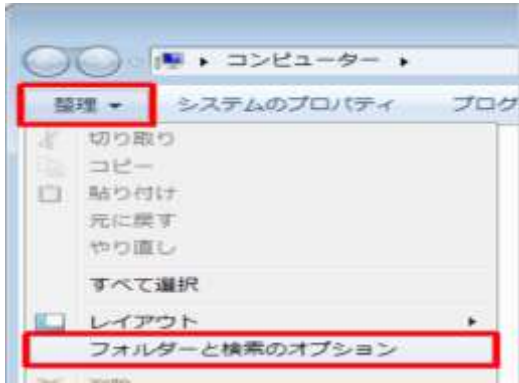 コンピューター
整理 システムのプロパティ プログ
切り取り
コピー
貼り付け
元に戻す
やり直し
すべて選択
レイアウト
フォルダーと検索のオプション